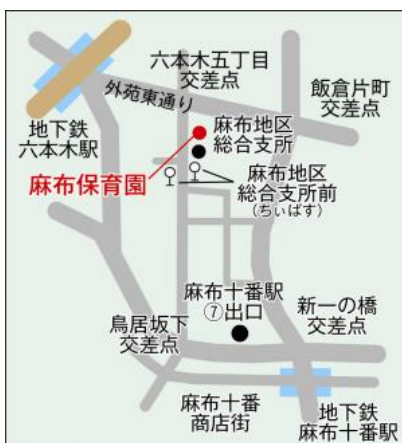 六本木五丁目
交差点
外苑東通り
飯倉片町
交差点
地下鉄
六本木駅
麻布地区
総合支所
麻布保育園
麻布地区
総合支所前
(ちぃばす)
麻布十番駅
⑦出口
新一の橋
交差点
鳥居坂下
交差点
麻布十番
商店街
地下鉄
麻布十番駅